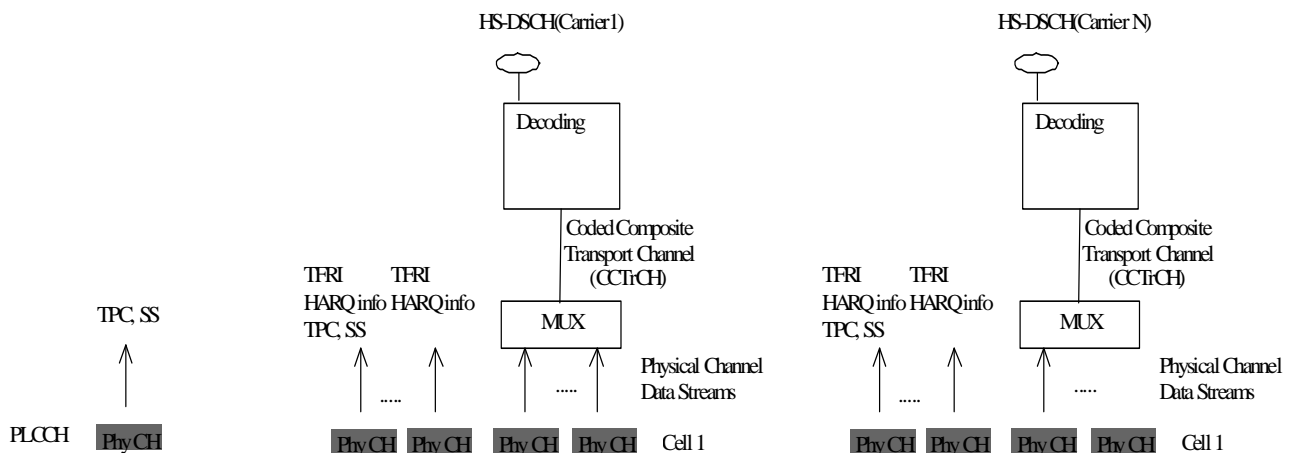 HS-DSCH(Carrier 1)
HS-DSCH(Carrier N)
Decoding
Decoding
Coded Composite
Transport Channel
(CCTrCH)
Coded Composite
Transport Channel
(CCTrCH)
TFRI TFRI
HARQ info HARQ info
TPC, SS
TFRI TFRI
HARQ info HARQ info
TPC, SS
TPC, SS
MUX
MUX
Physical Channel
Data Streams
Physical Channel
Data Streams
.....
.....
.....
.....
PLCCH
Phy CH
Phy CH
Phy CH
Phy CH
Phy CH
Cell 1
Phy CH
Phy CH
Phy CH
Phy CH
Cell 1